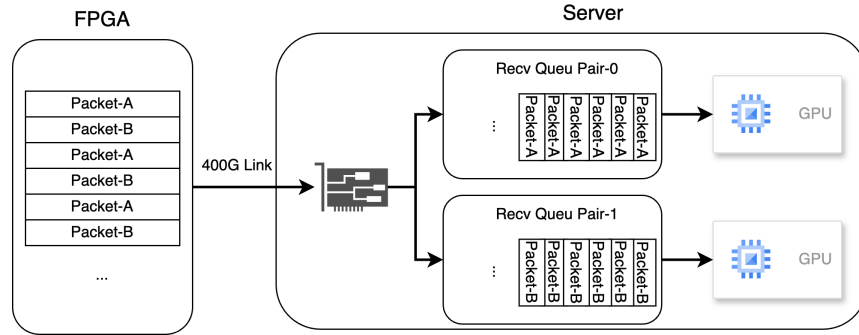 FPGA
Packet-A
Packet-B
Packet-A
Packet-B
Packet-A
Packet-B
...
400G Link
Server
Recv Queu Pair-0
...
Packet-A
Packet-A
Packet-A
Packet-A
Packet-A
Packet-A
GPU
Recv Queu Pair-1
...
Packet-B
Packet-B
Packet-B
Packet-B
Packet-B
Packet-B
GPU